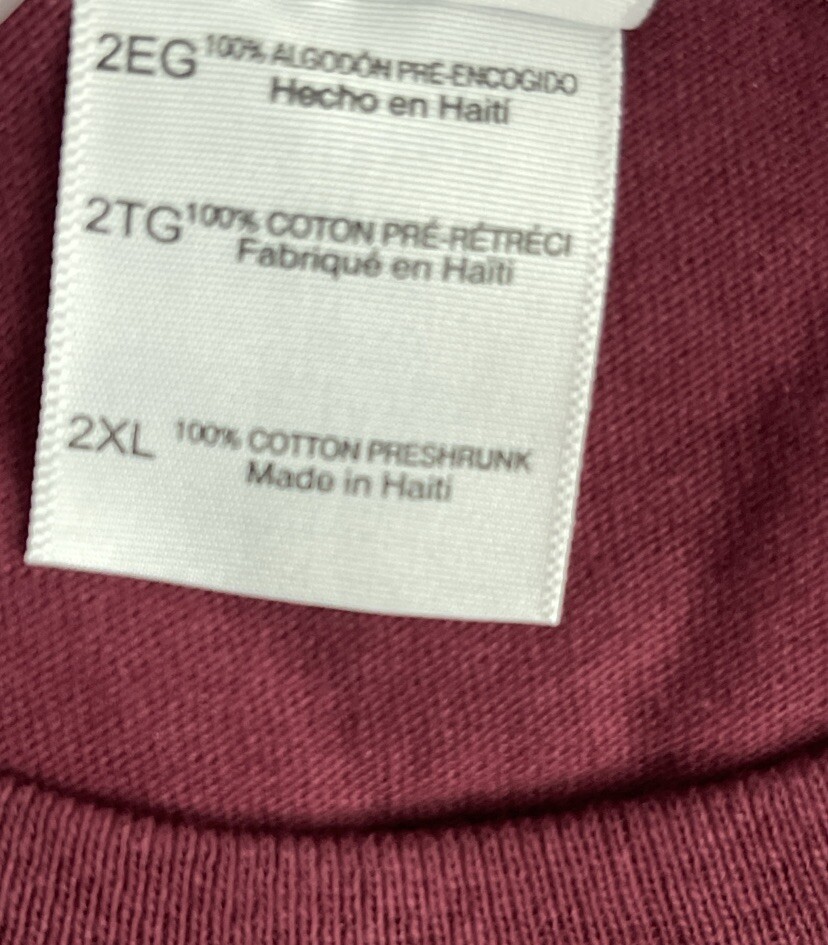 2EG 100% ALGODÓN PRE-ENCOGIDO
Hecho en Haití
2TG 100% COTON PRÉ-RÉTRÉCI
Fabriqué en Haïti
2XL 100% COTTON PRESHRUNK
Made in Haiti